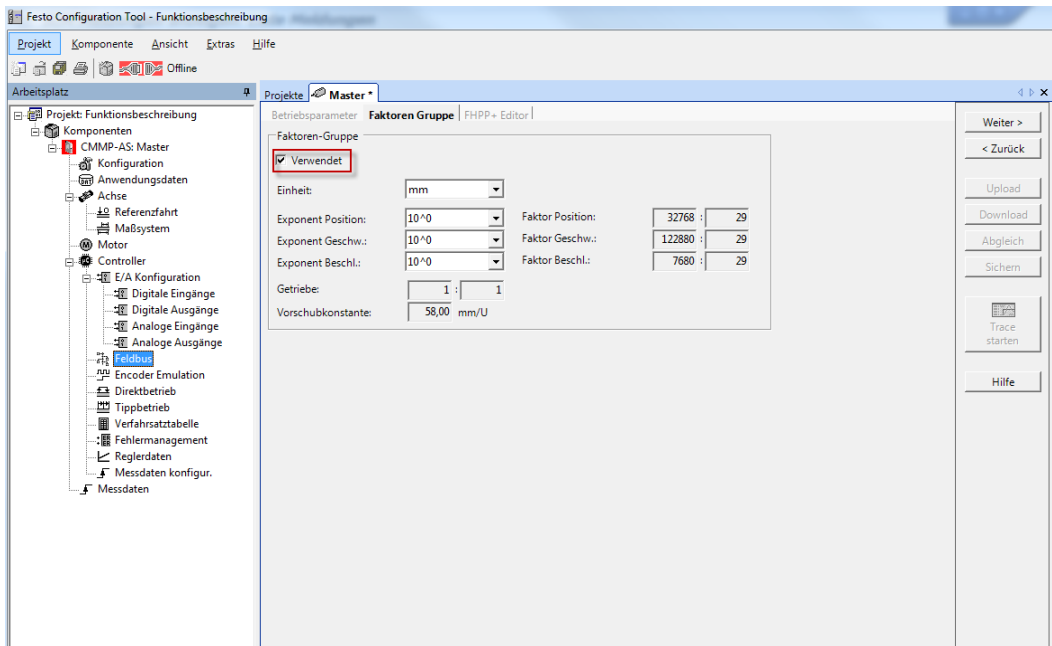 Festo Configuration Tool - Funktionsbeschreibung
Projekt Komponente Ansicht Extras Hilfe
Offline
Arbeitsplatz
Projekt: Funktionsbeschreibung
Komponenten
CMMP-AS: Master
Konfiguration
Anwendungsdaten
Achse
Referenzfahrt
Maßsystem
Motor
Controller
E/A Konfiguration
Digitale Eingänge
Digitale Ausgänge
Analoge Eingänge
Analoge Ausgänge
Feldbus
Encoder Emulation
Direktbetrieb
Tippbetrieb
Verfahrsatztabelle
Fehlermanagement
Reglerdaten
Messdaten konfigur.
Messdaten
Projekte Master *
Betriebsparameter Faktoren Gruppe FHPP+ Editor
Faktoren-Gruppe
Verwendet
Einheit: mm
Exponent Position: 10^0 Faktor Position: 32768 : 29
Exponent Geschw.: 10^0 Faktor Geschw.: 122880 : 29
Exponent Beschl.: 10^0 Faktor Beschl.: 7680 : 29
Getriebe: 1 : 1
Vorschubkonstante: 58,00 mm/U
Weiter >
< Zurück
Upload
Download
Abgleich
Sichern
Trace
starten
Hilfe